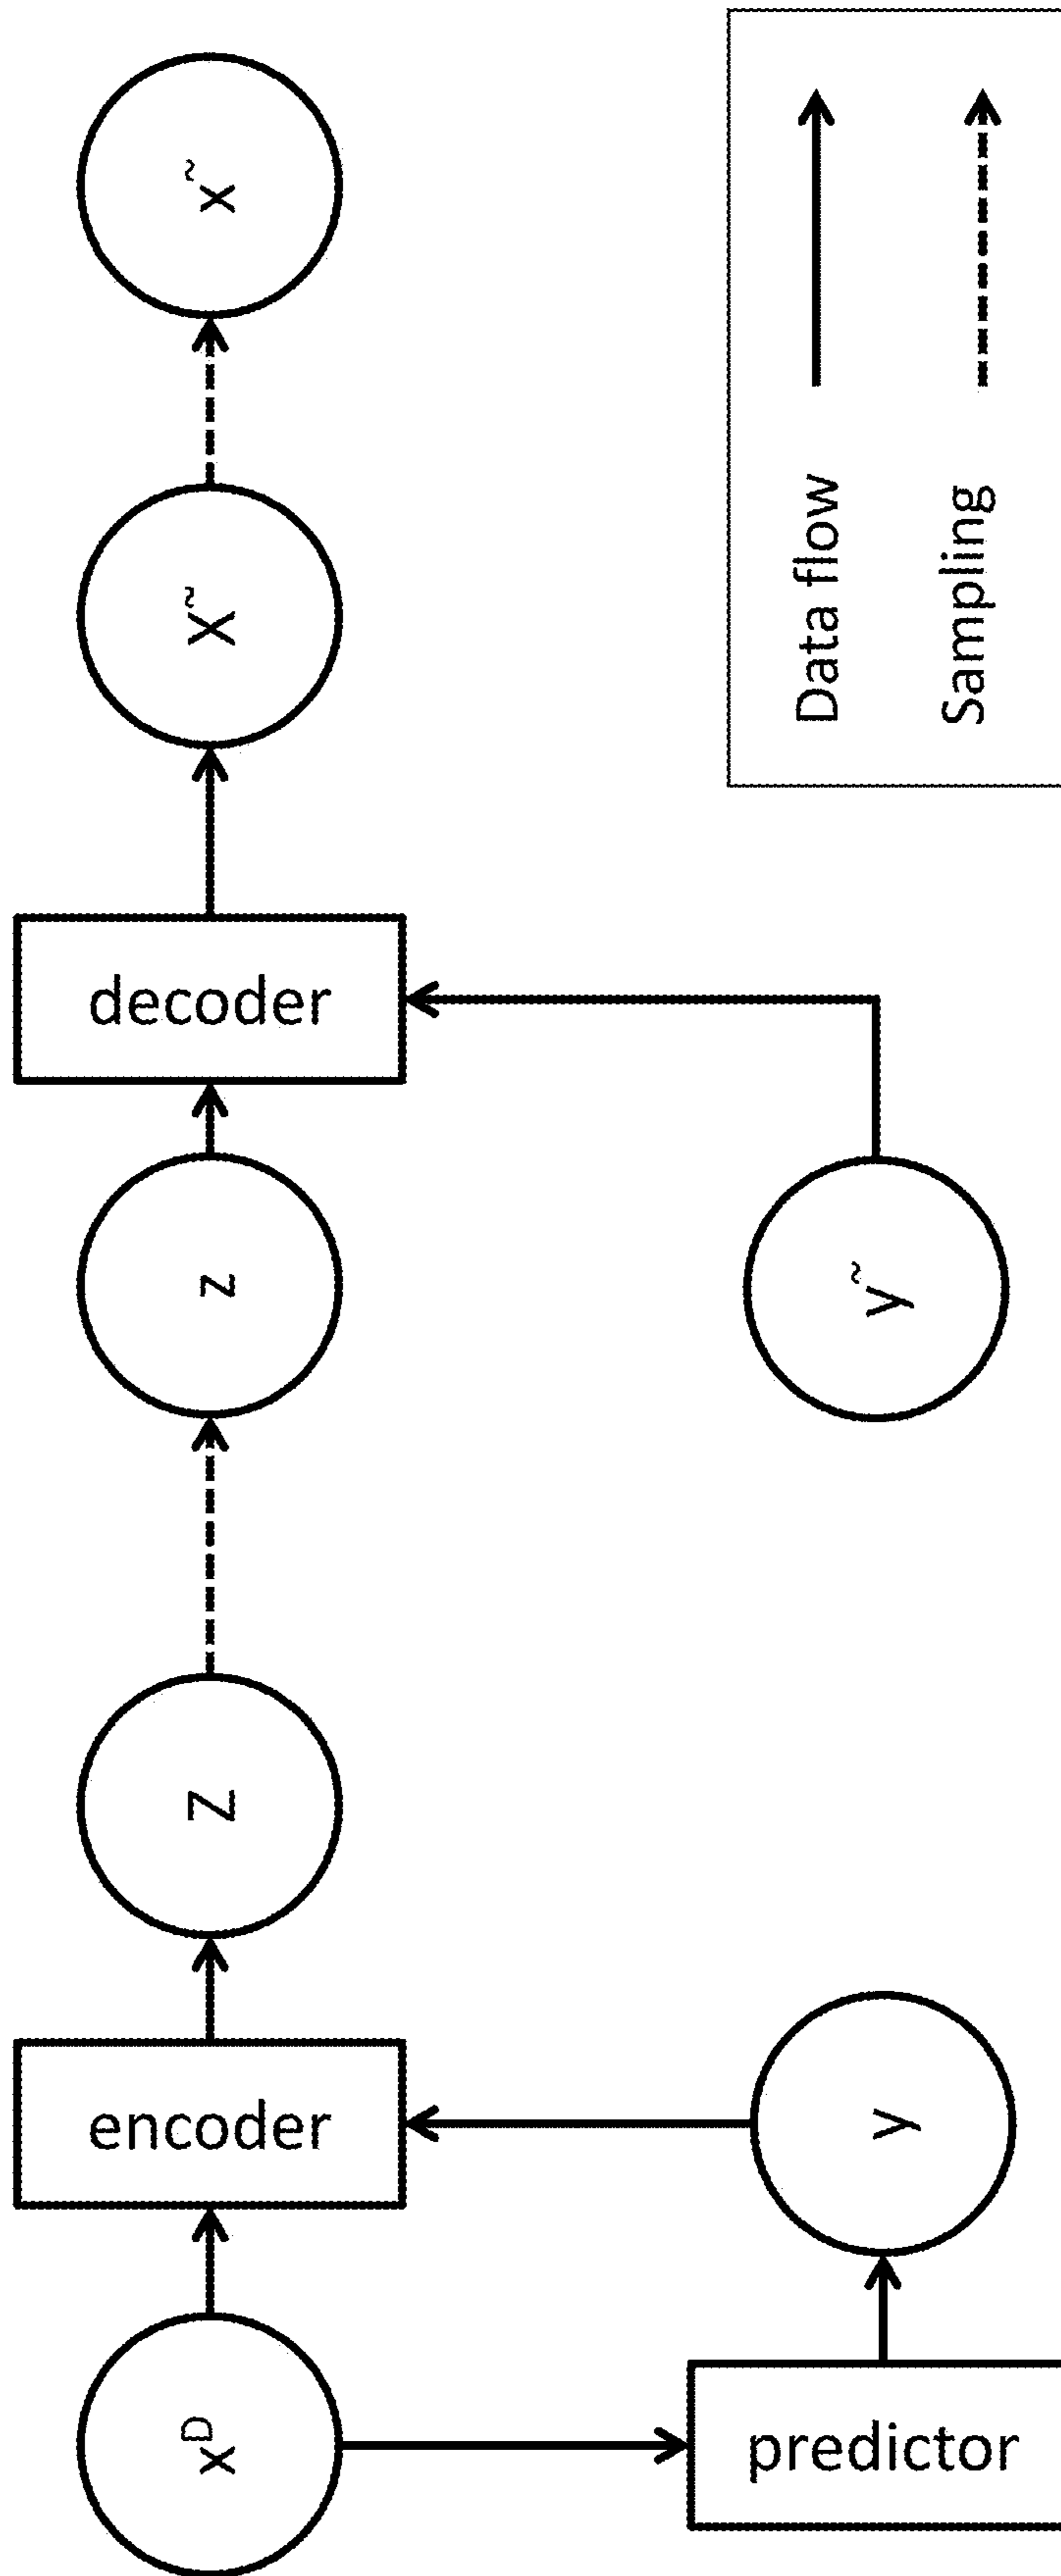 x^D
encoder
Z
z
decoder
X̃
x̃
predictor
y
ỹ
Data flow
Sampling